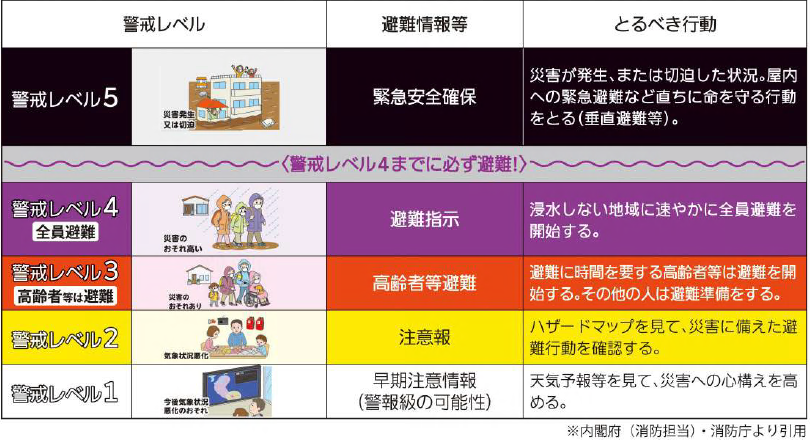 警戒レベル
避難情報等
とるべき行動
警戒レベル5
災害発生
又は切迫
緊急安全確保
災害が発生、または切迫した状況。屋内
への緊急避難など直ちに命を守る行動
をとる(垂直避難等)。
〈警戒レベル4までに必ず避難!〉
警戒レベル4
全員避難
災害の
おそれ高い
避難指示
浸水しない地域に速やかに全員避難を
開始する。
警戒レベル3
高齢者等は避難
災害の
おそれあり
高齢者等避難
避難に時間を要する高齢者等は避難を
開始する。その他の人は避難準備をする。
警戒レベル2
気象状況悪化
注意報
ハザードマップを見て、災害に備えた避
難行動を確認する。
警戒レベル1
今後気象状況
悪化のおそれ
早期注意情報
(警報級の可能性)
天気予報等を見て、災害への心構えを
高める。
※内閣府（消防担当）・消防庁より引用